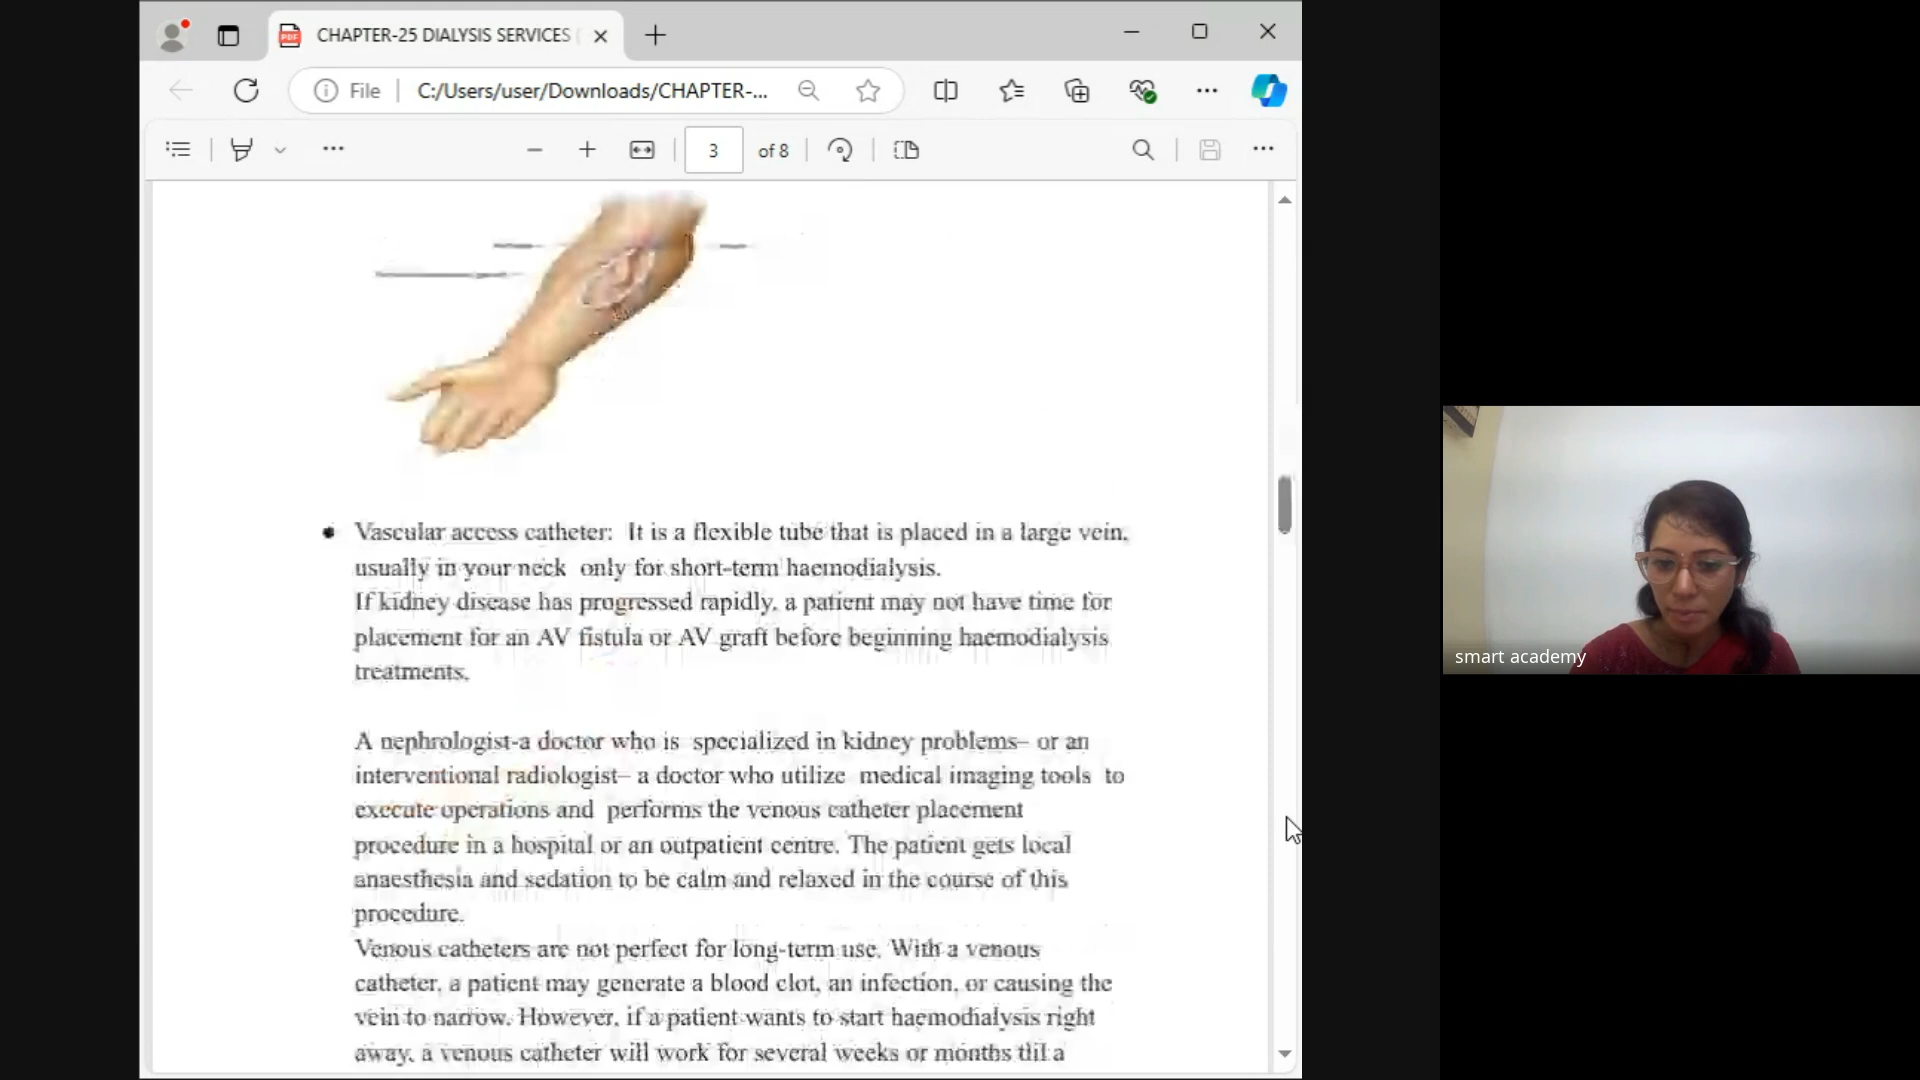 CHAPTER-25 DIALYSIS SERVICES (
File
C:/Users/user/Downloads/CHAPTER-...
3 of 8
Vascular access catheter: It is a flexible tube that is placed in a large vein,
usually in your neck only for short-term haemodialysis.
If kidney disease has progressed rapidly, a patient may not have time for
placement for an AV fistula or AV graft before beginning haemodialysis
treatments.
A nephrologist-a doctor who is specialized in kidney problems– or an
interventional radiologist– a doctor who utilize medical imaging tools to
execute operations and performs the venous catheter placement
procedure in a hospital or an outpatient centre. The patient gets local
anaesthesia and sedation to be calm and relaxed in the course of this
procedure.
Venous catheters are not perfect for long-term use. With a venous
catheter, a patient may generate a blood clot, an infection, or causing the
vein to narrow. However, if a patient wants to start haemodialysis right
away, a venous catheter will work for several weeks or months till a
smart academy